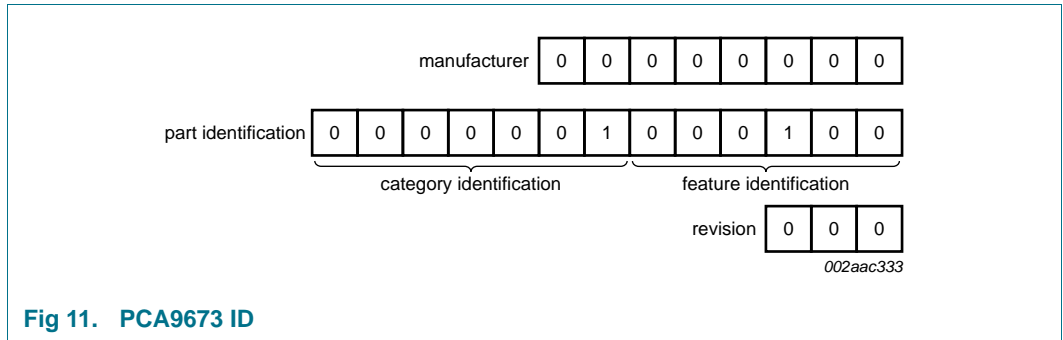 manufacturer 0 0 0 0 0 0 0 0
part identification 0 0 0 0 0 0 1 0 0 0 1 0 0
category identification feature identification
revision 0 0 0
002aac333
Fig 11. PCA9673 ID